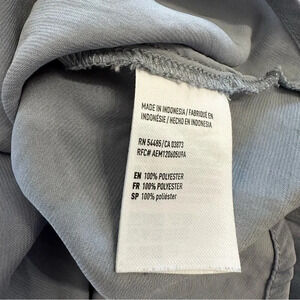 MADE IN INDONESIA / FABRIQUÉ EN
INDONÉSIE / HECHO EN INDONESIA
RN 54485/CA 03873
RFC# AEM120605U9A
EN 100% POLYESTER
FR 100% POLYESTER
SP 100% poliéster